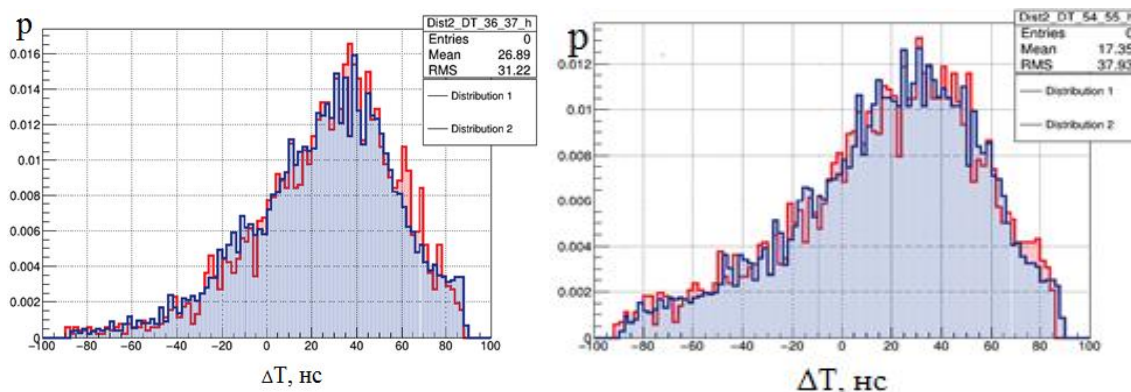 p
Dist2_DT_36_37_h
Entries 0
Mean 26.89
RMS 31.22
Distribution 1
Distribution 2
0.016
0.014
0.012
0.01
0.008
0.006
0.004
0.002
0
-100 -80 -60 -40 -20 0 20 40 60 80 100
ΔT, нс
p
Dist2_DT_54_55_h
Entries 0
Mean 17.35
RMS 37.93
Distribution 1
Distribution 2
0.012
0.01
0.008
0.006
0.004
0.002
0
-100 -80 -60 -40 -20 0 20 40 60 80 100
ΔT, нс